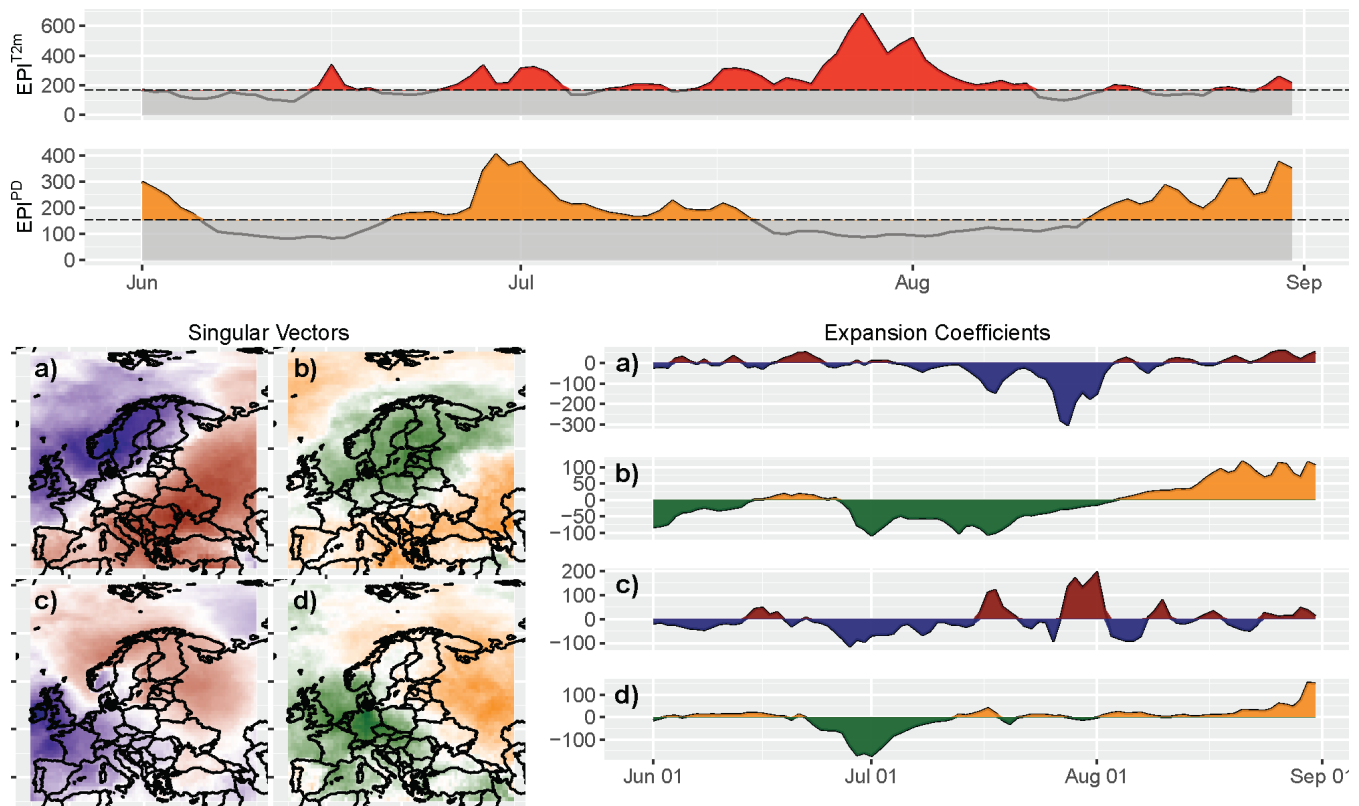 EPI^T2m
600
400
200
0
EPI^PD
400
300
200
100
0
Jun
Jul
Aug
Sep
Singular Vectors
Expansion Coefficients
a)
b)
c)
d)
a)
0
−100
−200
−300
b)
100
50
0
−50
−100
c)
200
100
0
−100
d)
100
0
−100
Jun 01
Jul 01
Aug 01
Sep 01